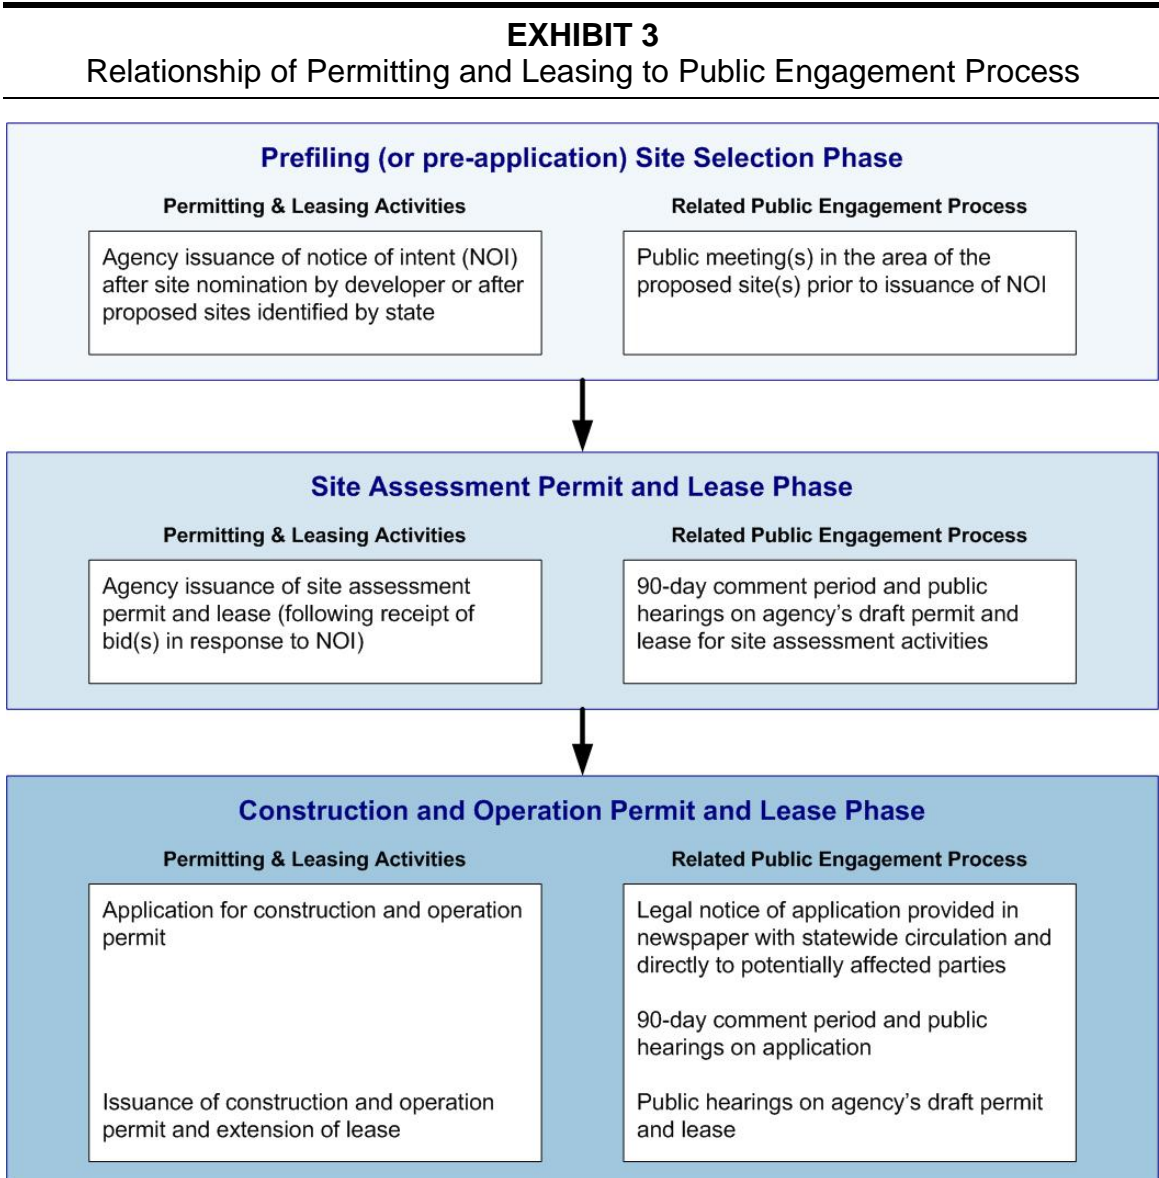 EXHIBIT 3
Relationship of Permitting and Leasing to Public Engagement Process
Prefiling (or pre-application) Site Selection Phase
Permitting & Leasing Activities
Agency issuance of notice of intent (NOI)
after site nomination by developer or after
proposed sites identified by state
Related Public Engagement Process
Public meeting(s) in the area of the
proposed site(s) prior to issuance of NOI
Site Assessment Permit and Lease Phase
Permitting & Leasing Activities
Agency issuance of site assessment
permit and lease (following receipt of
bid(s) in response to NOI)
Related Public Engagement Process
90-day comment period and public
hearings on agency's draft permit and
lease for site assessment activities
Construction and Operation Permit and Lease Phase
Permitting & Leasing Activities
Application for construction and operation
permit
Issuance of construction and operation
permit and extension of lease
Related Public Engagement Process
Legal notice of application provided in
newspaper with statewide circulation and
directly to potentially affected parties
90-day comment period and public
hearings on application
Public hearings on agency's draft permit
and lease